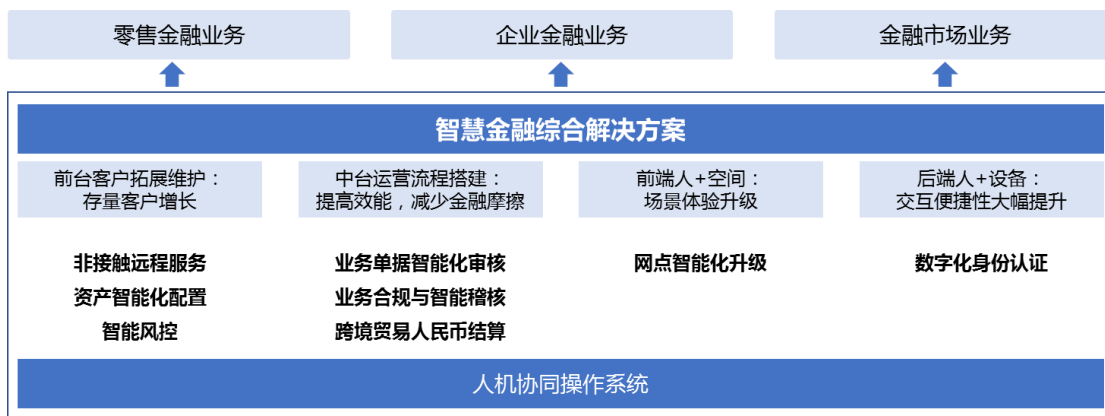 零售金融业务
企业金融业务
金融市场业务
智慧金融综合解决方案
前台客户拓展维护：
存量客户增长
中台运营流程搭建：
提高效能，减少金融摩擦
前端人+空间：
场景体验升级
后端人+设备：
交互便捷性大幅提升
非接触远程服务
资产智能化配置
智能风控
业务单据智能化审核
业务合规与智能稽核
跨境贸易人民币结算
网点智能化升级
数字化身份认证
人机协同操作系统